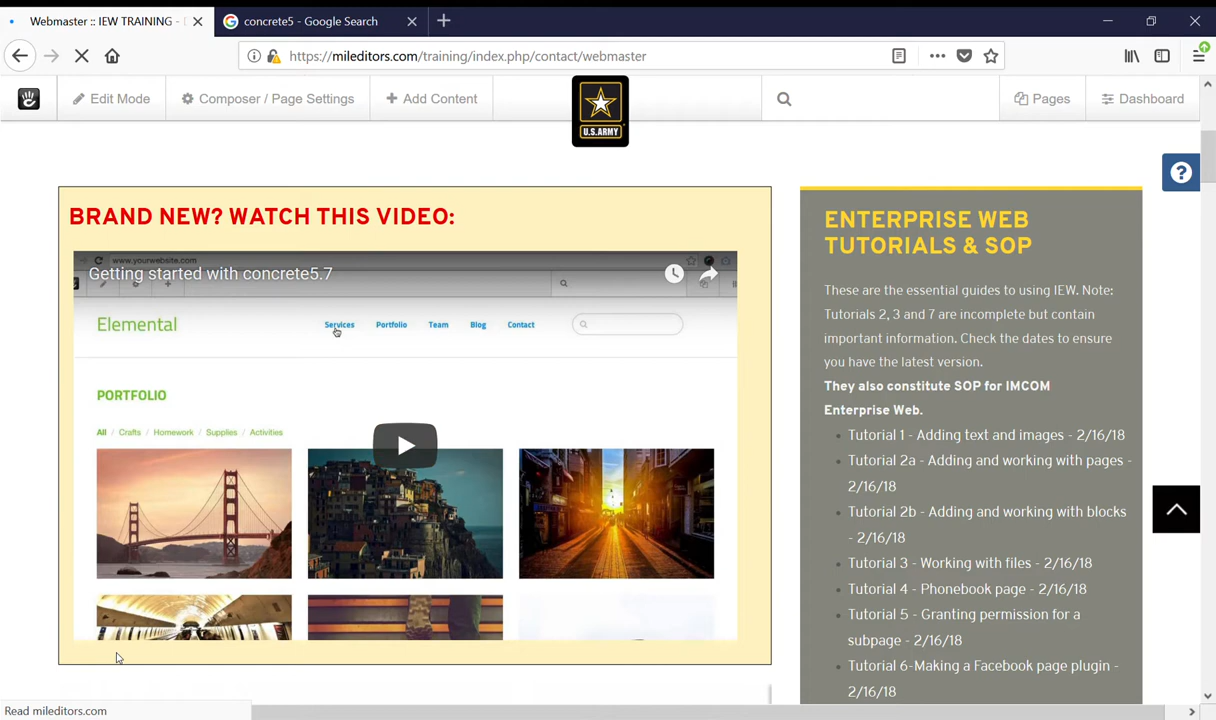 Webmaster :: IEW TRAINING -
concrete5 - Google Search
https://mileditors.com/training/index.php/contact/webmaster
Edit Mode
Composer / Page Settings
Add Content
U.S.ARMY
Pages
Dashboard
BRAND NEW? WATCH THIS VIDEO:
www.yourwebsite.com
Getting started with concrete5.7
Elemental
Services
Portfolio
Team
Blog
Contact
PORTFOLIO
All / Crafts / Homework / Supplies / Activities
ENTERPRISE WEB
TUTORIALS & SOP
These are the essential guides to using IEW. Note:
Tutorials 2, 3 and 7 are incomplete but contain
important information. Check the dates to ensure
you have the latest version.
They also constitute SOP for IMCOM
Enterprise Web.
Tutorial 1 - Adding text and images - 2/16/18
Tutorial 2a - Adding and working with pages -
2/16/18
Tutorial 2b - Adding and working with blocks
- 2/16/18
Tutorial 3 - Working with files - 2/16/18
Tutorial 4 - Phonebook page - 2/16/18
Tutorial 5 - Granting permission for a
subpage - 2/16/18
Tutorial 6-Making a Facebook page plugin -
2/16/18
Read mileditors.com